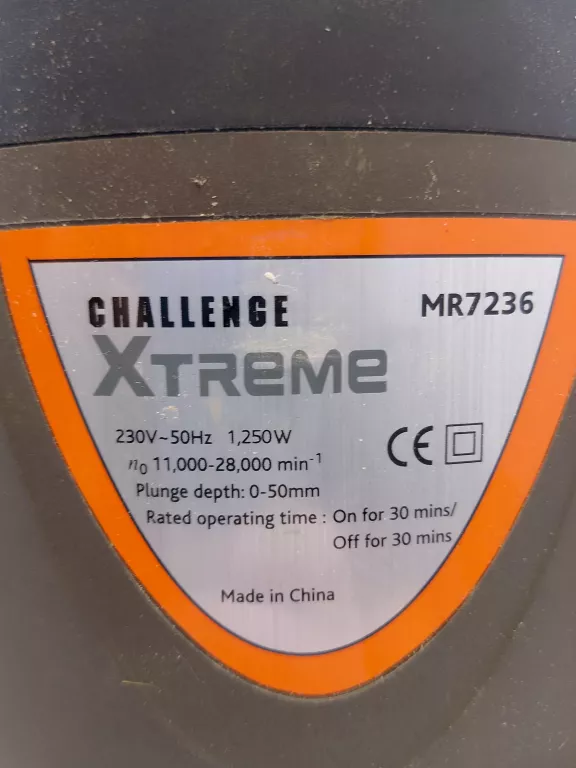 CHALLENGE MR7236
XTREME
230V~50Hz 1,250W
n0 11,000-28,000 min-1
Plunge depth: 0-50mm
Rated operating time : On for 30 mins/
Off for 30 mins
CE
Made in China